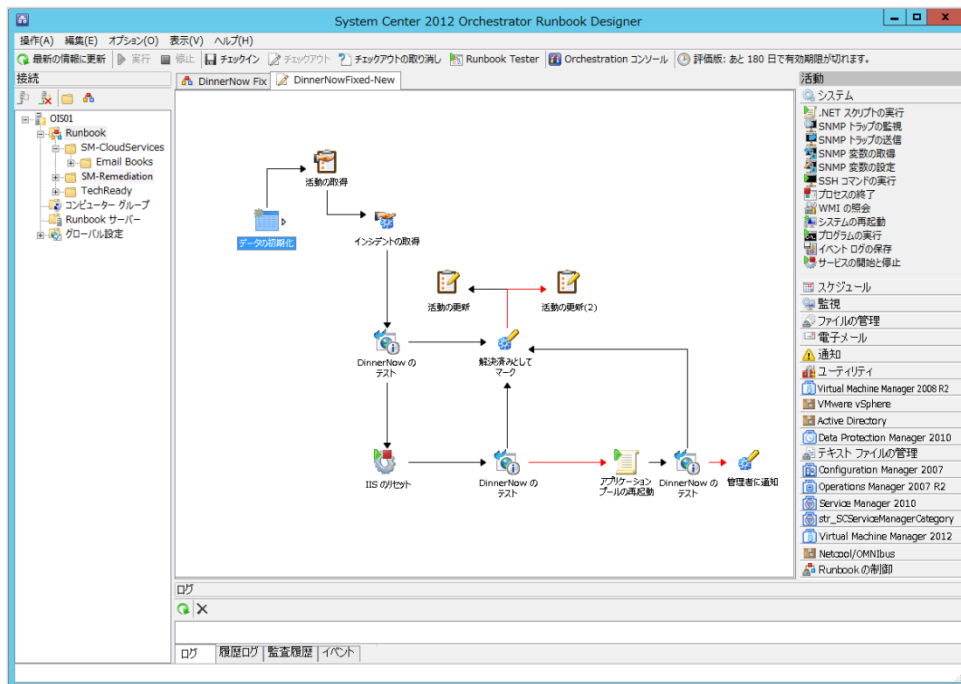 System Center 2012 Orchestrator Runbook Designer
操作(A) 編集(E) オプション(O) 表示(V) ヘルプ(H)
最新の情報に更新 実行 停止 チェックイン チェックアウト チェックアウトの取り消し Runbook Tester Orchestration コンソール 評価版: あと 180 日で有効期限が切れます。
接続
OIS01
Runbook
SM-CloudServices
Email Books
SM-Remediation
TechReady
コンピューター グループ
Runbook サーバー
グローバル設定
DinnerNow Fix DinnerNowFixed-New
活動の取得
データの初期化
インシデントの取得
活動の更新
活動の更新(2)
DinnerNow の
テスト
解決済みとして
マーク
IIS のリセット
DinnerNow の
テスト
アプリケーション
プールの再起動
DinnerNow の
テスト
管理者に通知
活動
システム
.NET スクリプトの実行
SNMP トラップの監視
SNMP トラップの送信
SNMP 変数の取得
SNMP 変数の設定
SSH コマンドの実行
プロセスの終了
WMI の照会
システムの再起動
プログラムの実行
イベント ログの保存
サービスの開始と停止
スケジュール
監視
ファイルの管理
電子メール
通知
ユーティリティ
Virtual Machine Manager 2008 R2
VMware vSphere
Active Directory
Data Protection Manager 2010
テキスト ファイルの管理
Configuration Manager 2007
Operations Manager 2007 R2
Service Manager 2010
str_SCServiceManagerCategory
Virtual Machine Manager 2012
Netcool/OMNIbus
Runbook の制御
ログ
ログ 履歴ログ 監査履歴 イベント